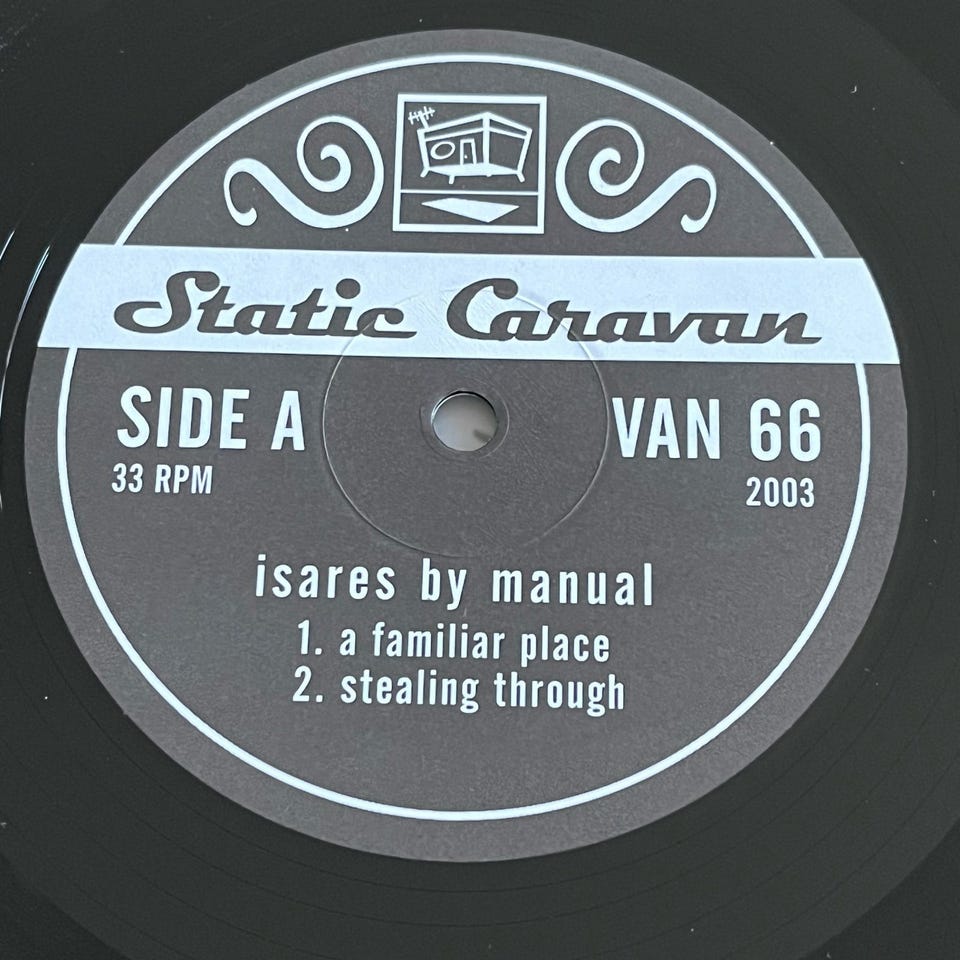 Static Caravan
SIDE A
VAN 66
33 RPM
2003
isares by manual
1. a familiar place
2. stealing through